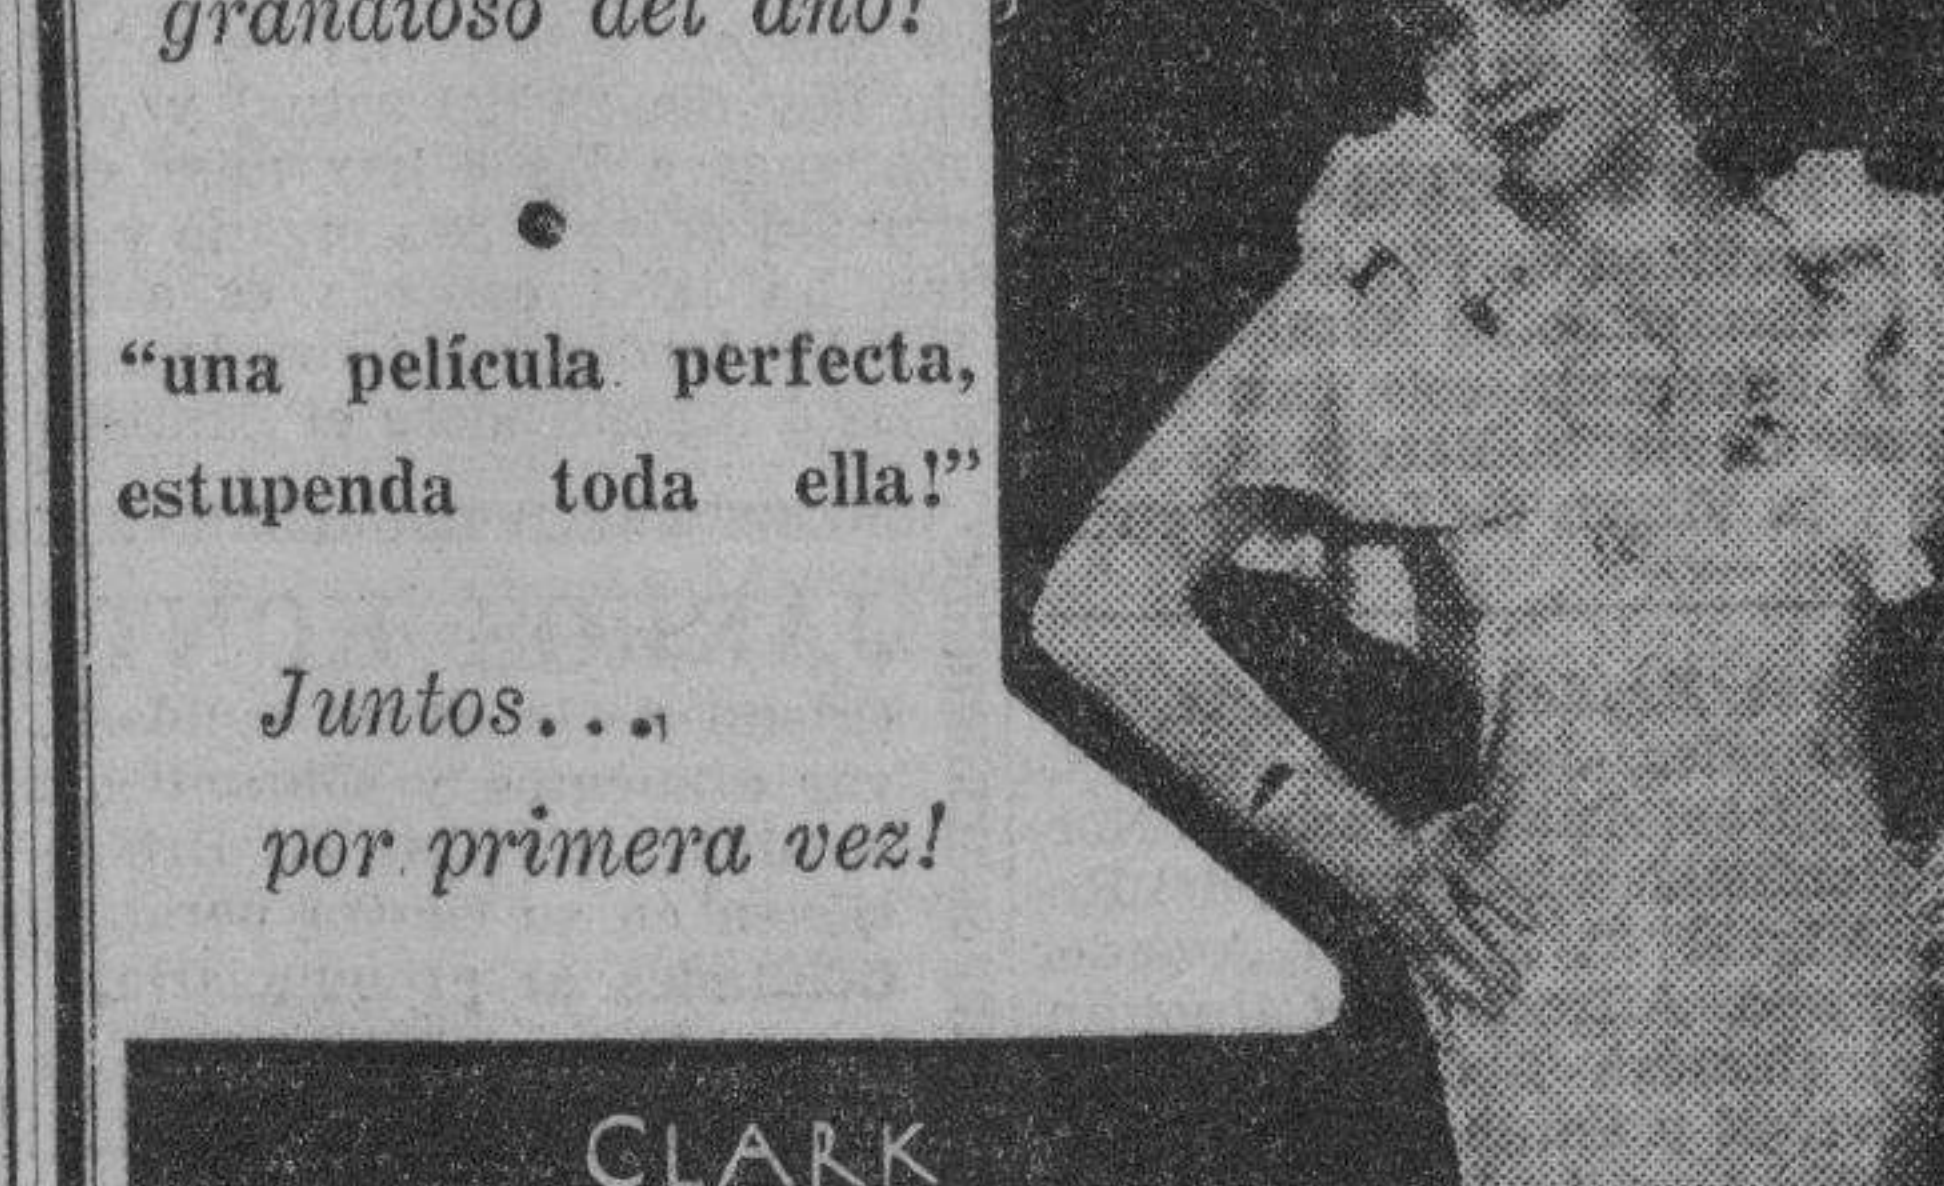 grandioso del año!
“una película perfecta,
estupenda toda ella!”
Juntos...
por primera vez!
CLARK